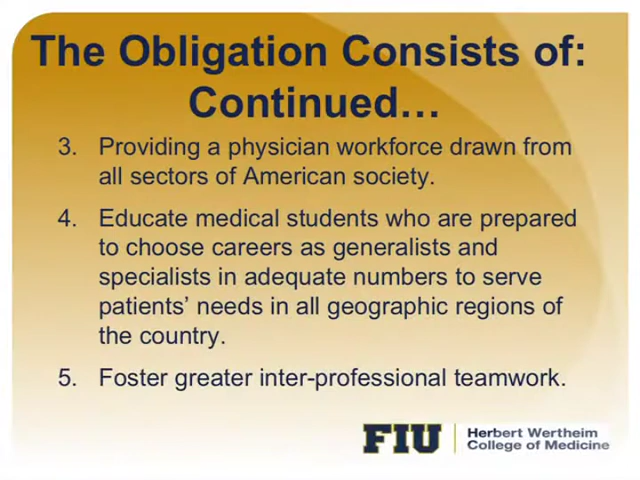 The Obligation Consists of:
Continued…
3. Providing a physician workforce drawn from
all sectors of American society.
4. Educate medical students who are prepared
to choose careers as generalists and
specialists in adequate numbers to serve
patients’ needs in all geographic regions of
the country.
5. Foster greater inter-professional teamwork.
FIU
Herbert Wertheim
College of Medicine